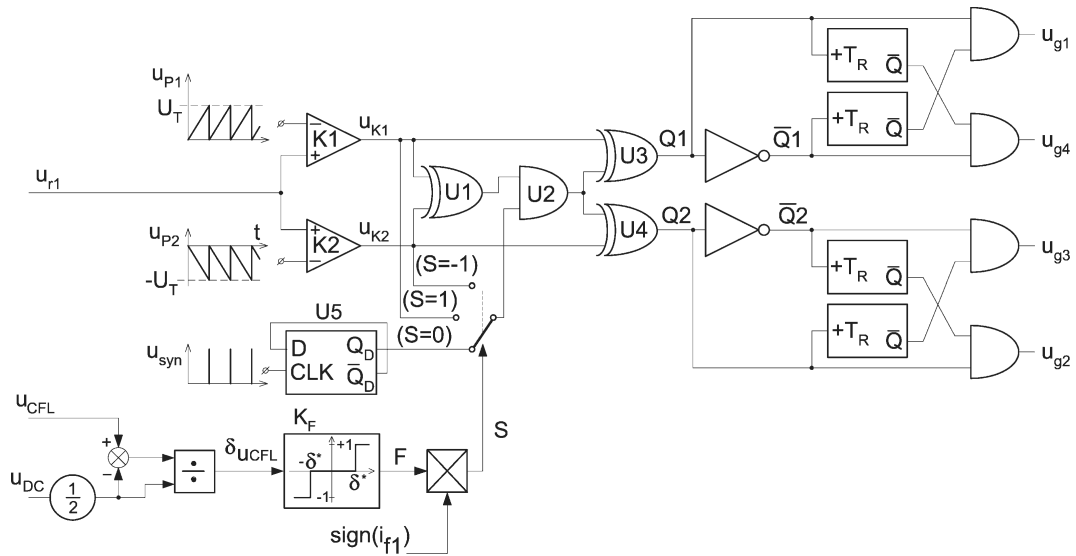 u_P1
U_T
K1
−
+
u_K1
u_r1
u_P2
t
-U_T
K2
+
−
u_K2
U1
U2
U3
U4
Q1
Q̅1
Q2
Q̅2
+T_R Q̅
+T_R Q̅
+T_R Q̅
+T_R Q̅
u_g1
u_g4
u_g3
u_g2
(S=-1)
(S=1)
(S=0)
U5
D Q_D
CLK Q̅_D
u_syn
u_CFL
+
−
u_DC
1/2
÷
δu_CFL
K_F
+1
-δ*
δ*
-1
F
S
sign(i_f1)